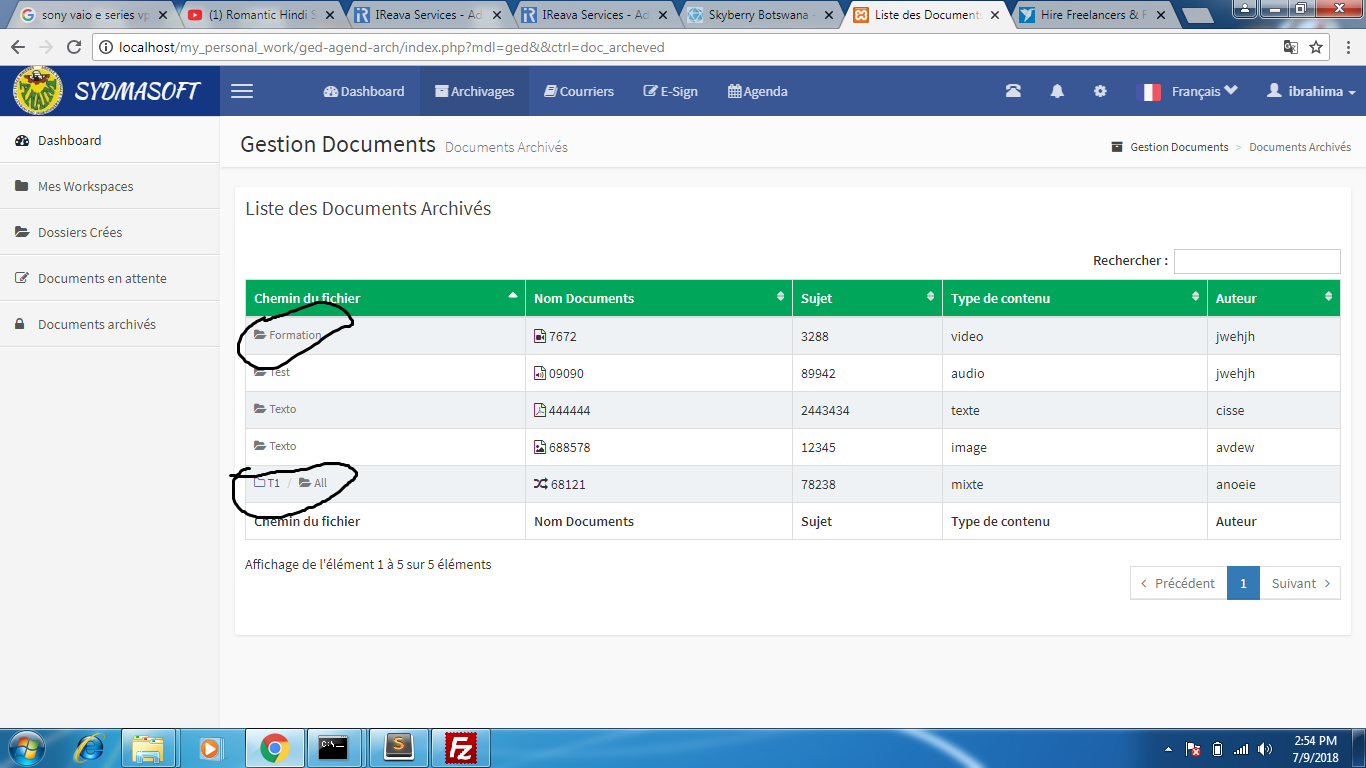 sony vaio e series vp
(1) Romantic Hindi S
IReava Services - Ad
IReava Services - Ad
Skyberry Botswana -
Liste des Documents
Hire Freelancers & F
localhost/my_personal_work/ged-agend-arch/index.php?mdl=ged&&ctrl=doc_archeved
SYDMASOFT
Dashboard Archivages Courriers E-Sign Agenda Français ibrahima
Dashboard
Mes Workspaces
Dossiers Crées
Documents en attente
Documents archivés
Gestion Documents Documents Archivés
Gestion Documents > Documents Archivés
Liste des Documents Archivés
Rechercher :
Chemin du fichier Nom Documents Sujet Type de contenu Auteur
Formation 7672 3288 video jwehjh
Test 09090 89942 audio jwehjh
Texto 444444 2443434 texte cisse
Texto 688578 12345 image avdew
T1 / All 68121 78238 mixte anoeie
Chemin du fichier Nom Documents Sujet Type de contenu Auteur
Affichage de l'élément 1 à 5 sur 5 éléments
‹ Précédent 1 Suivant ›
2:54 PM
7/9/2018